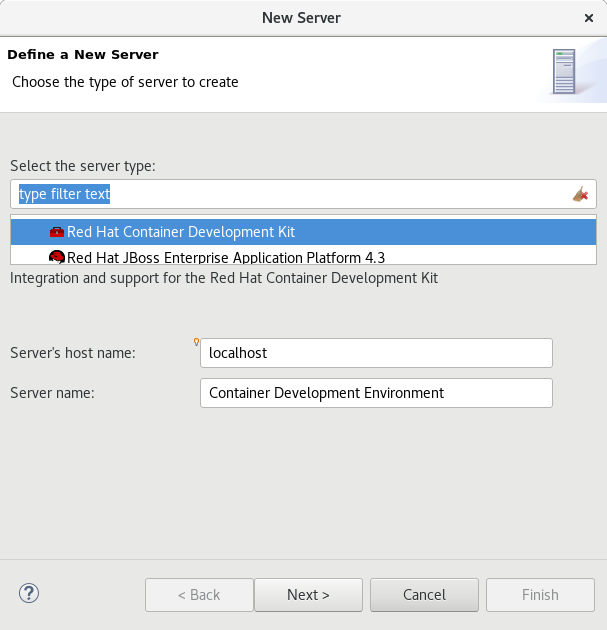 New Server
Define a New Server
Choose the type of server to create
Select the server type:
type filter text
Red Hat Container Development Kit
Red Hat JBoss Enterprise Application Platform 4.3
Integration and support for the Red Hat Container Development Kit
Server's host name: localhost
Server name: Container Development Environment
< Back Next > Cancel Finish